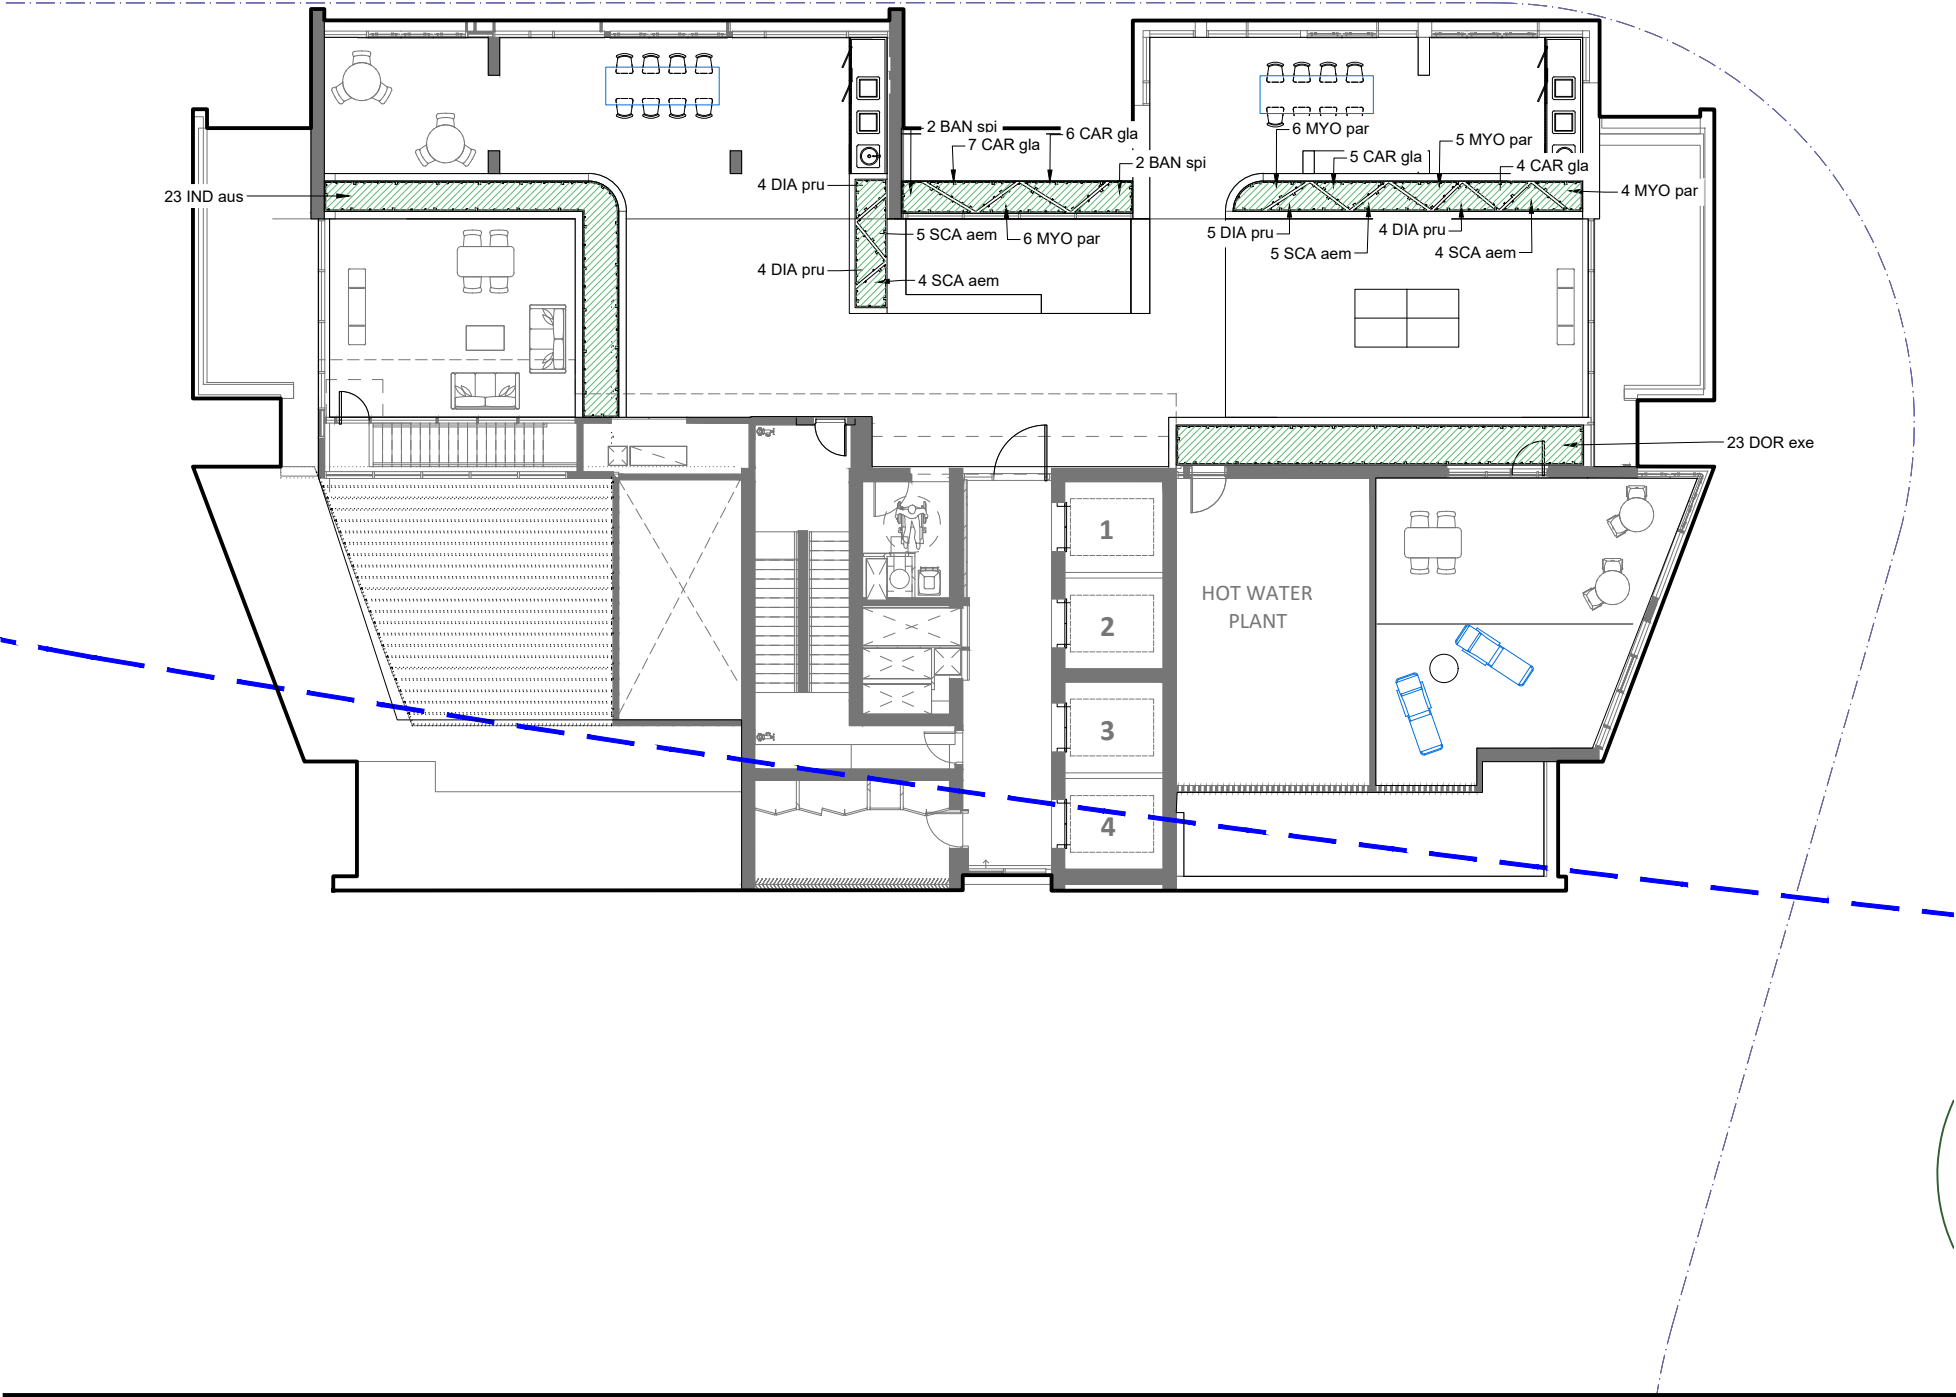 2 BAN spi
6 CAR gla
7 CAR gla
2 BAN spi
6 MYO par
5 MYO par
5 CAR gla
4 CAR gla
4 DIA pru
4 MYO par
23 IND aus
5 SCA aem
6 MYO par
5 DIA pru
4 DIA pru
5 SCA aem
4 SCA aem
4 DIA pru
4 SCA aem
23 DOR exe
1
HOT WATER
PLANT
2
3
4